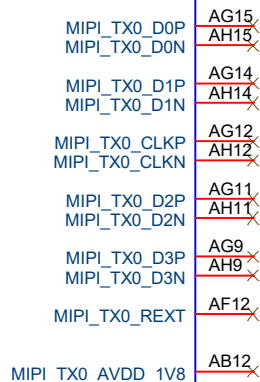 MIPI_TX0_D0P AG15
MIPI_TX0_D0N AH15
MIPI_TX0_D1P AG14
MIPI_TX0_D1N AH14
MIPI_TX0_CLKP AG12
MIPI_TX0_CLKN AH12
MIPI_TX0_D2P AG11
MIPI_TX0_D2N AH11
MIPI_TX0_D3P AG9
MIPI_TX0_D3N AH9
MIPI_TX0_REXT AF12
MIPI_TX0_AVDD_1V8 AB12